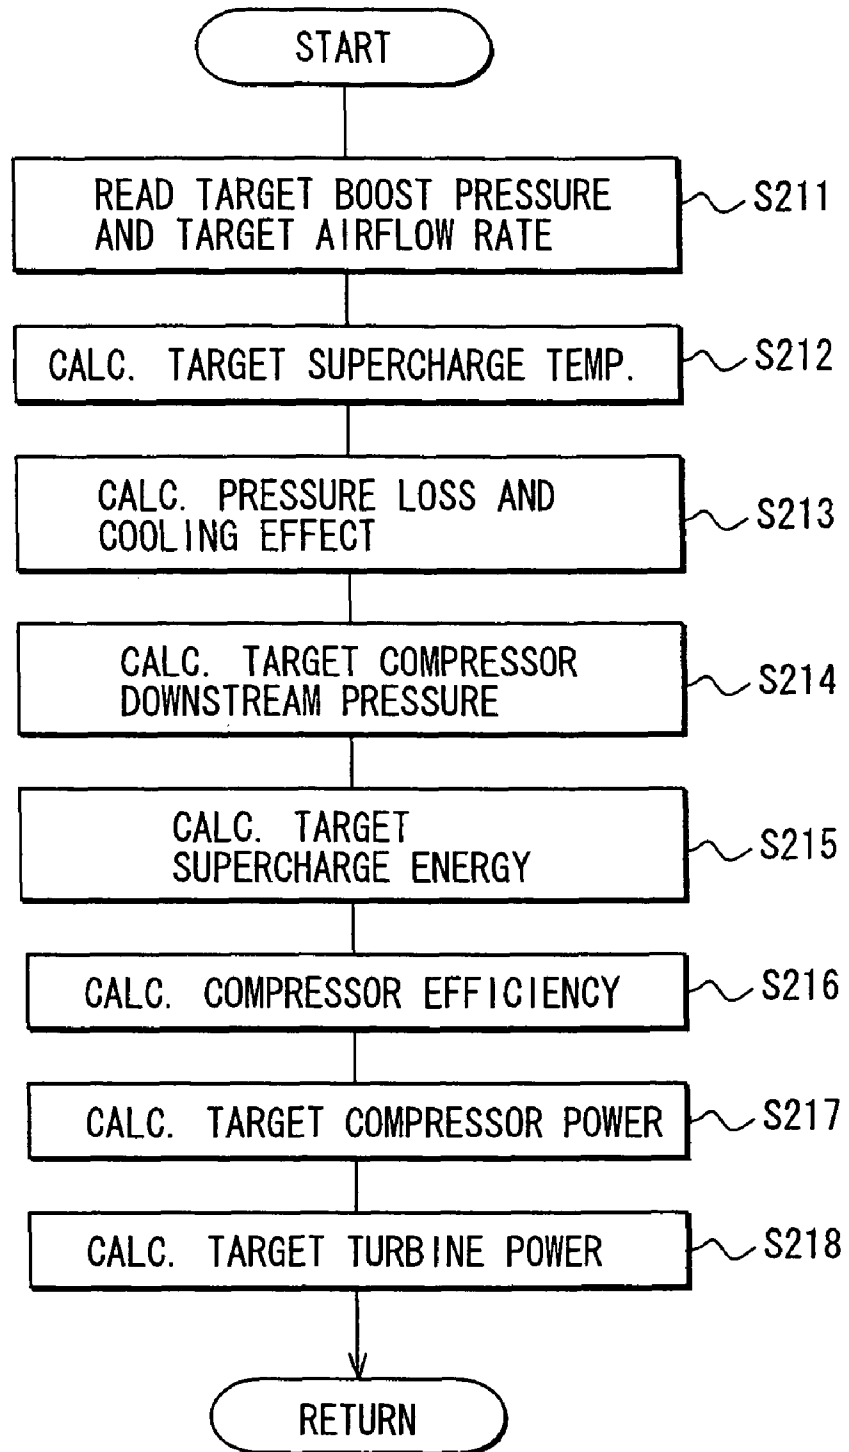 START
READ TARGET BOOST PRESSURE
AND TARGET AIRFLOW RATE
S211
CALC. TARGET SUPERCHARGE TEMP.
S212
CALC. PRESSURE LOSS AND
COOLING EFFECT
S213
CALC. TARGET COMPRESSOR
DOWNSTREAM PRESSURE
S214
CALC. TARGET
SUPERCHARGE ENERGY
S215
CALC. COMPRESSOR EFFICIENCY
S216
CALC. TARGET COMPRESSOR POWER
S217
CALC. TARGET TURBINE POWER
S218
RETURN